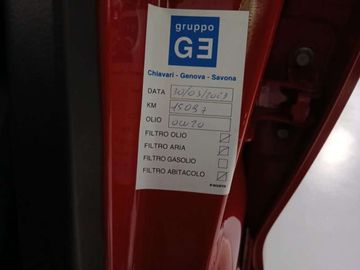 gruppo
GE
Chiavari - Genova - Savona
DATA 30/03/2023
KM 15097
OLIO 0W20
FILTRO OLIO
FILTRO ARIA
FILTRO GASOLIO
FILTRO ABITACOLO